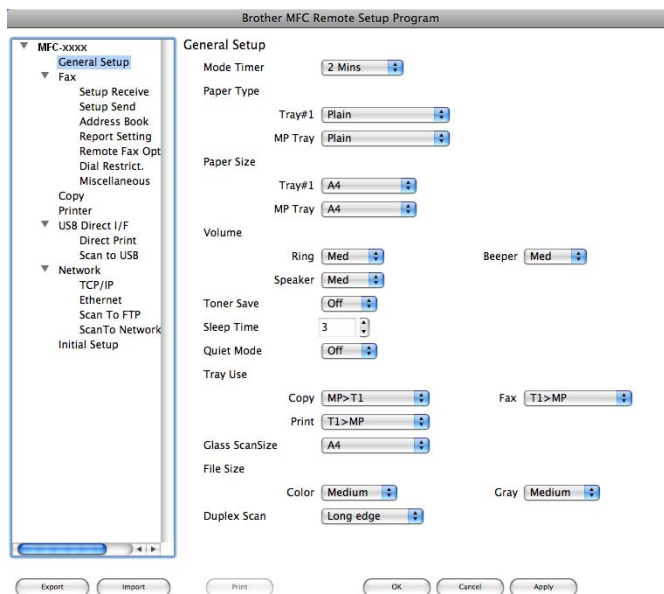 Brother MFC Remote Setup Program
MFC-xxxx
General Setup
Fax
Setup Receive
Setup Send
Address Book
Report Setting
Remote Fax Opt
Dial Restrict.
Miscellaneous
Copy
Printer
USB Direct I/F
Direct Print
Scan to USB
Network
TCP/IP
Ethernet
Scan To FTP
ScanTo Network
Initial Setup
General Setup
Mode Timer 2 Mins
Paper Type
Tray#1 Plain
MP Tray Plain
Paper Size
Tray#1 A4
MP Tray A4
Volume
Ring Med Beeper Med
Speaker Med
Toner Save Off
Sleep Time 3
Quiet Mode Off
Tray Use
Copy MP>T1 Fax T1>MP
Print T1>MP
Glass ScanSize A4
File Size
Color Medium Gray Medium
Duplex Scan Long edge
Export Import Print OK Cancel Apply